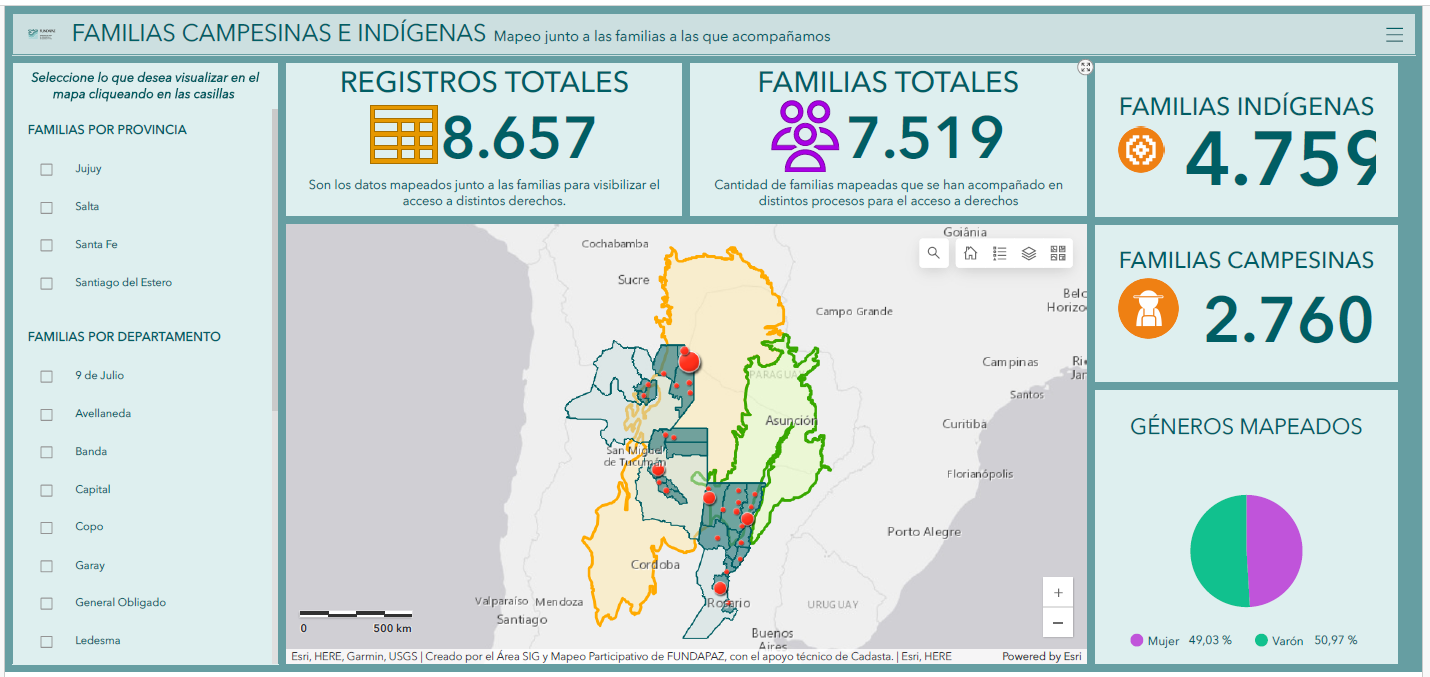 FUNDAPAZ
FAMILIAS CAMPESINAS E INDÍGENAS Mapeo junto a las familias a las que acompañamos
Seleccione lo que desea visualizar en el
mapa cliqueando en las casillas
FAMILIAS POR PROVINCIA
Jujuy
Salta
Santa Fe
Santiago del Estero
FAMILIAS POR DEPARTAMENTO
9 de Julio
Avellaneda
Banda
Capital
Copo
Garay
General Obligado
Ledesma
REGISTROS TOTALES
8.657
Son los datos mapeados junto a las familias para visibilizar el
acceso a distintos derechos.
FAMILIAS TOTALES
7.519
Cantidad de familias mapeadas que se han acompañado en
distintos procesos para el acceso a derechos
Goiânia
Cochabamba
Sucre
Belo
Horizo
Campo Grande
Campinas
Ri
Jar
PARAGUA
Santos
Asunción
Curitiba
San Miguel
de Tucumán
Florianópolis
Porto Alegre
Cordoba
Valparaíso
Mendoza
Rosario
URUGUAY
Santiago
Buenos
Aires
0
500 km
Esri, HERE, Garmin, USGS | Creado por el Área SIG y Mapeo Participativo de FUNDAPAZ, con el apoyo técnico de Cadasta. | Esri, HERE
Powered by Esri
FAMILIAS INDÍGENAS
4.759
FAMILIAS CAMPESINAS
2.760
GÉNEROS MAPEADOS
Mujer 49,03 %
Varón 50,97 %